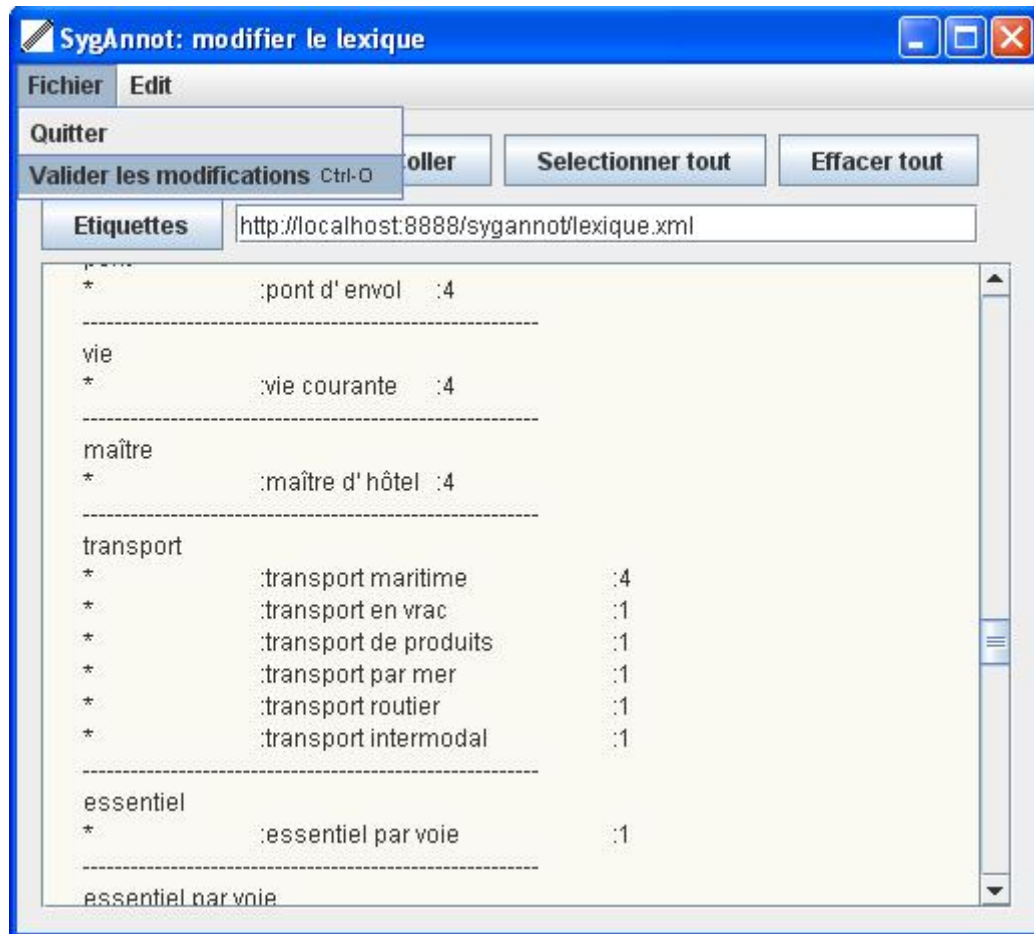 SygAnnot: modifier le lexique
Fichier Edit
Quitter
Valider les modifications Ctrl-O
oller Selectionner tout Effacer tout
Etiquettes http://localhost:8888/sygannot/lexique.xml
* :pont d' envol :4
---------------------------------------------------------
vie
* :vie courante :4
---------------------------------------------------------
maître
* :maître d' hôtel :4
---------------------------------------------------------
transport
* :transport maritime :4
* :transport en vrac :1
* :transport de produits :1
* :transport par mer :1
* :transport routier :1
* :transport intermodal :1
---------------------------------------------------------
essentiel
* :essentiel par voie :1
---------------------------------------------------------
essentiel par voie